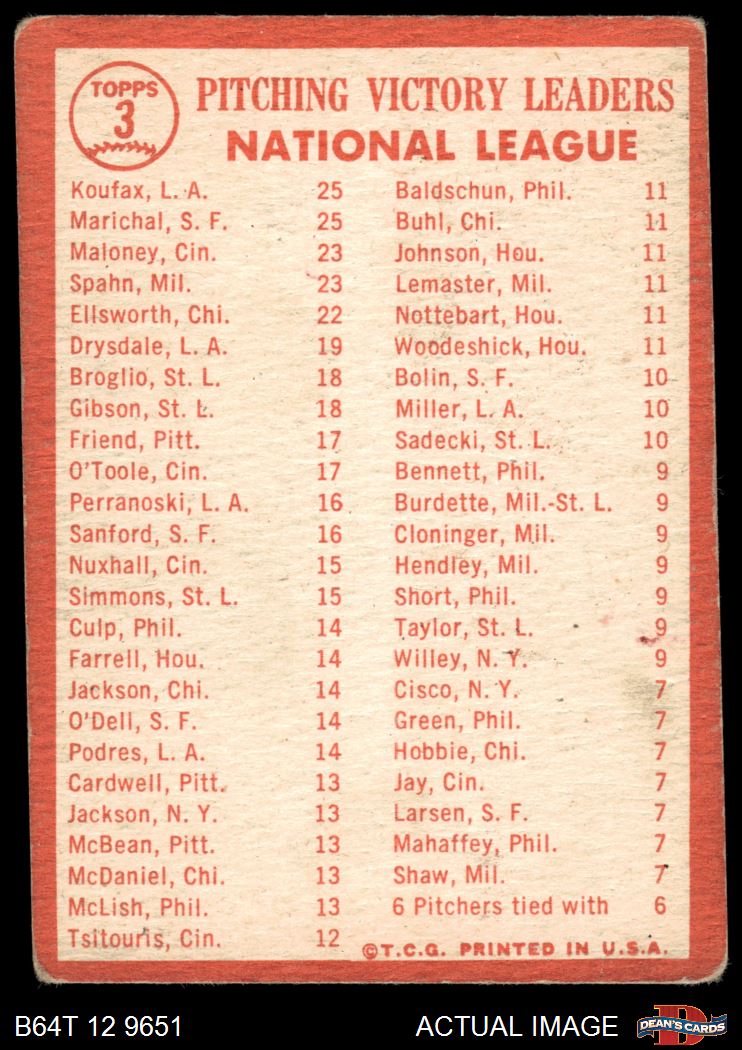 TOPPS
3
PITCHING VICTORY LEADERS
NATIONAL LEAGUE
Koufax, L. A. 25
Marichal, S. F. 25
Maloney, Cin. 23
Spahn, Mil. 23
Ellsworth, Chi. 22
Drysdale, L. A. 19
Broglio, St. L. 18
Gibson, St. L. 18
Friend, Pitt. 17
O'Toole, Cin. 17
Perranoski, L. A. 16
Sanford, S. F. 16
Nuxhall, Cin. 15
Simmons, St. L. 15
Culp, Phil. 14
Farrell, Hou. 14
Jackson, Chi. 14
O'Dell, S. F. 14
Podres, L. A. 14
Cardwell, Pitt. 13
Jackson, N. Y. 13
McBean, Pitt. 13
McDaniel, Chi. 13
McLish, Phil. 13
Tsitouris, Cin. 12
Baldschun, Phil. 11
Buhl, Chi. 11
Johnson, Hou. 11
Lemaster, Mil. 11
Nottebart, Hou. 11
Woodeshick, Hou. 11
Bolin, S. F. 10
Miller, L. A. 10
Sadecki, St. L. 10
Bennett, Phil. 9
Burdette, Mil.-St. L. 9
Cloninger, Mil. 9
Hendley, Mil. 9
Short, Phil. 9
Taylor, St. L. 9
Willey, N. Y. 9
Cisco, N. Y. 7
Green, Phil. 7
Hobbie, Chi. 7
Jay, Cin. 7
Larsen, S. F. 7
Mahaffey, Phil. 7
Shaw, Mil. 7
6 Pitchers tied with 6
©T.C.G. PRINTED IN U.S.A.
B64T 12 9651
ACTUAL IMAGE
DEAN'S CARDS